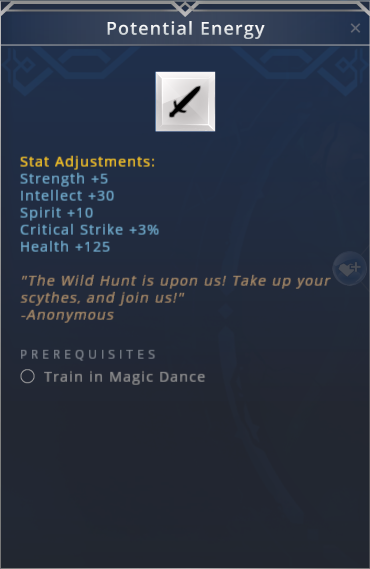 Potential Energy
Stat Adjustments:
Strength +5
Intellect +30
Spirit +10
Critical Strike +3%
Health +125
"The Wild Hunt is upon us! Take up your
scythes, and join us!"
-Anonymous
PREREQUISITES
Train in Magic Dance